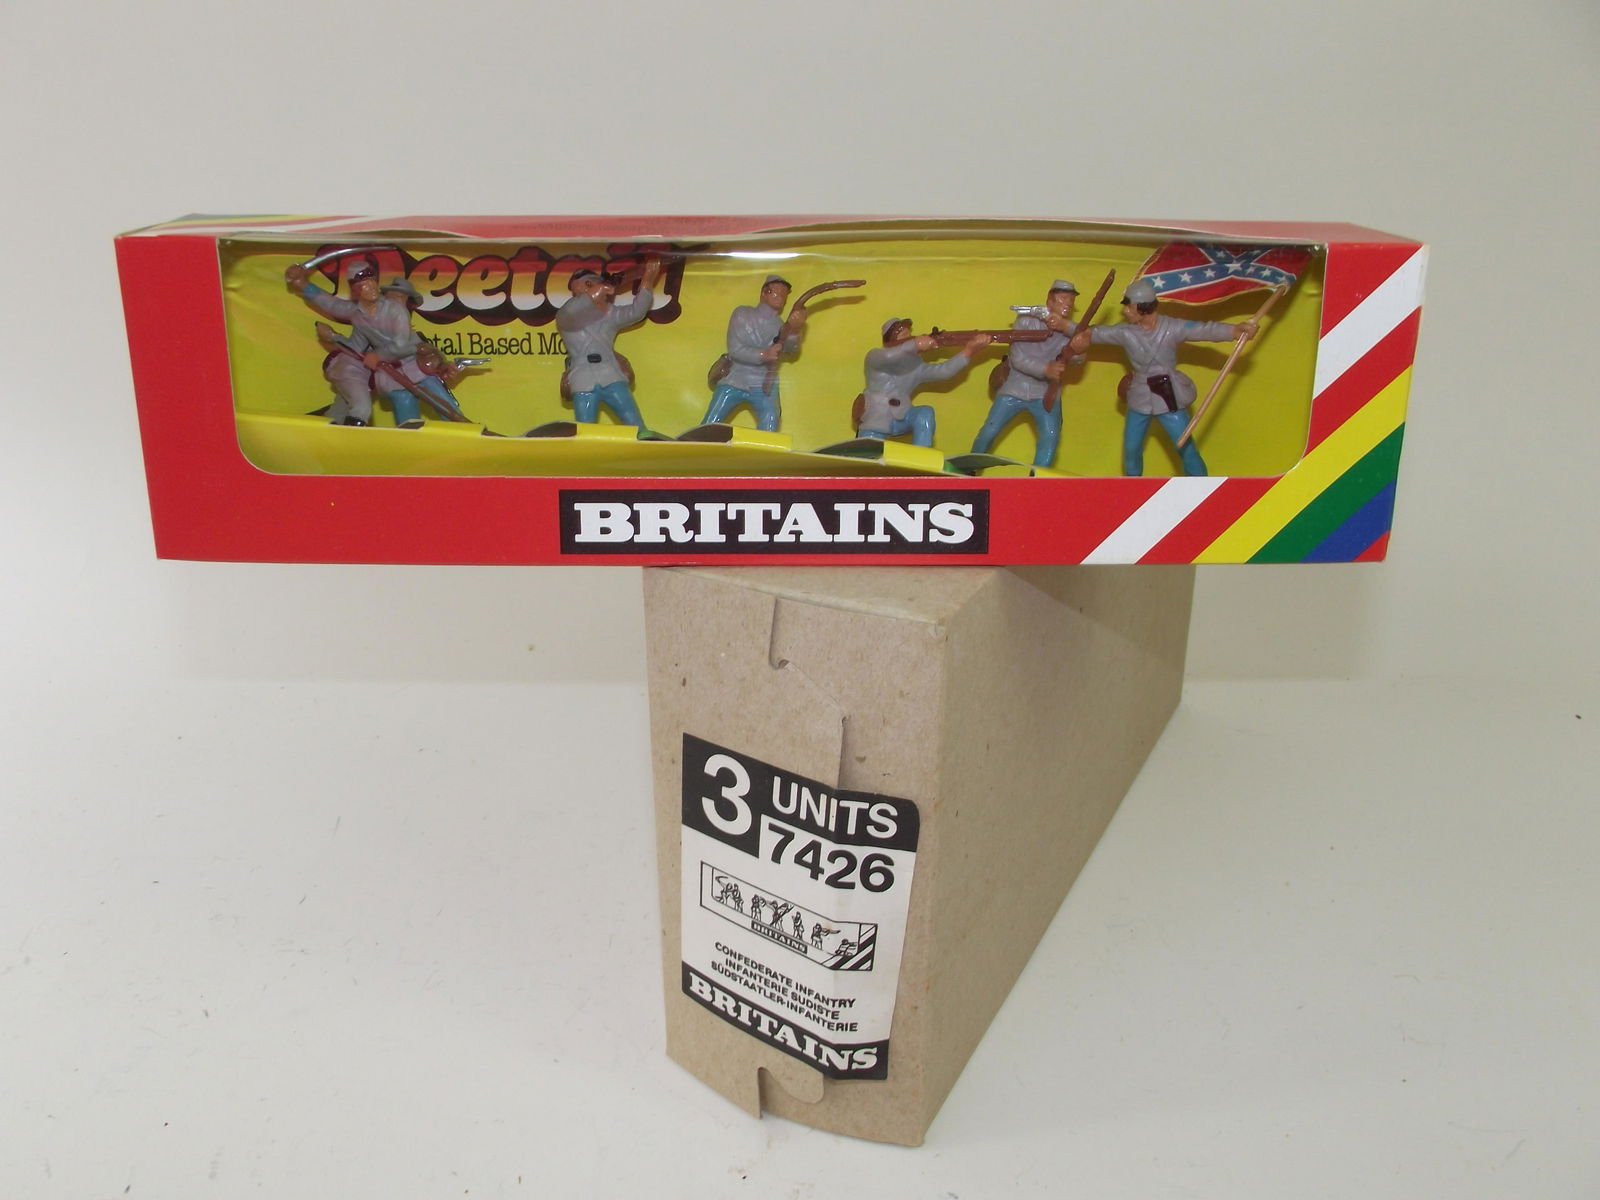 Deetail
Metal Based Mo
BRITAINS
3 UNITS
7426
BRITAINS
CONFEDERATE INFANTRY
INFANTERIE SUDISTE
SÜDSTAATLER-INFANTERIE
BRITAINS